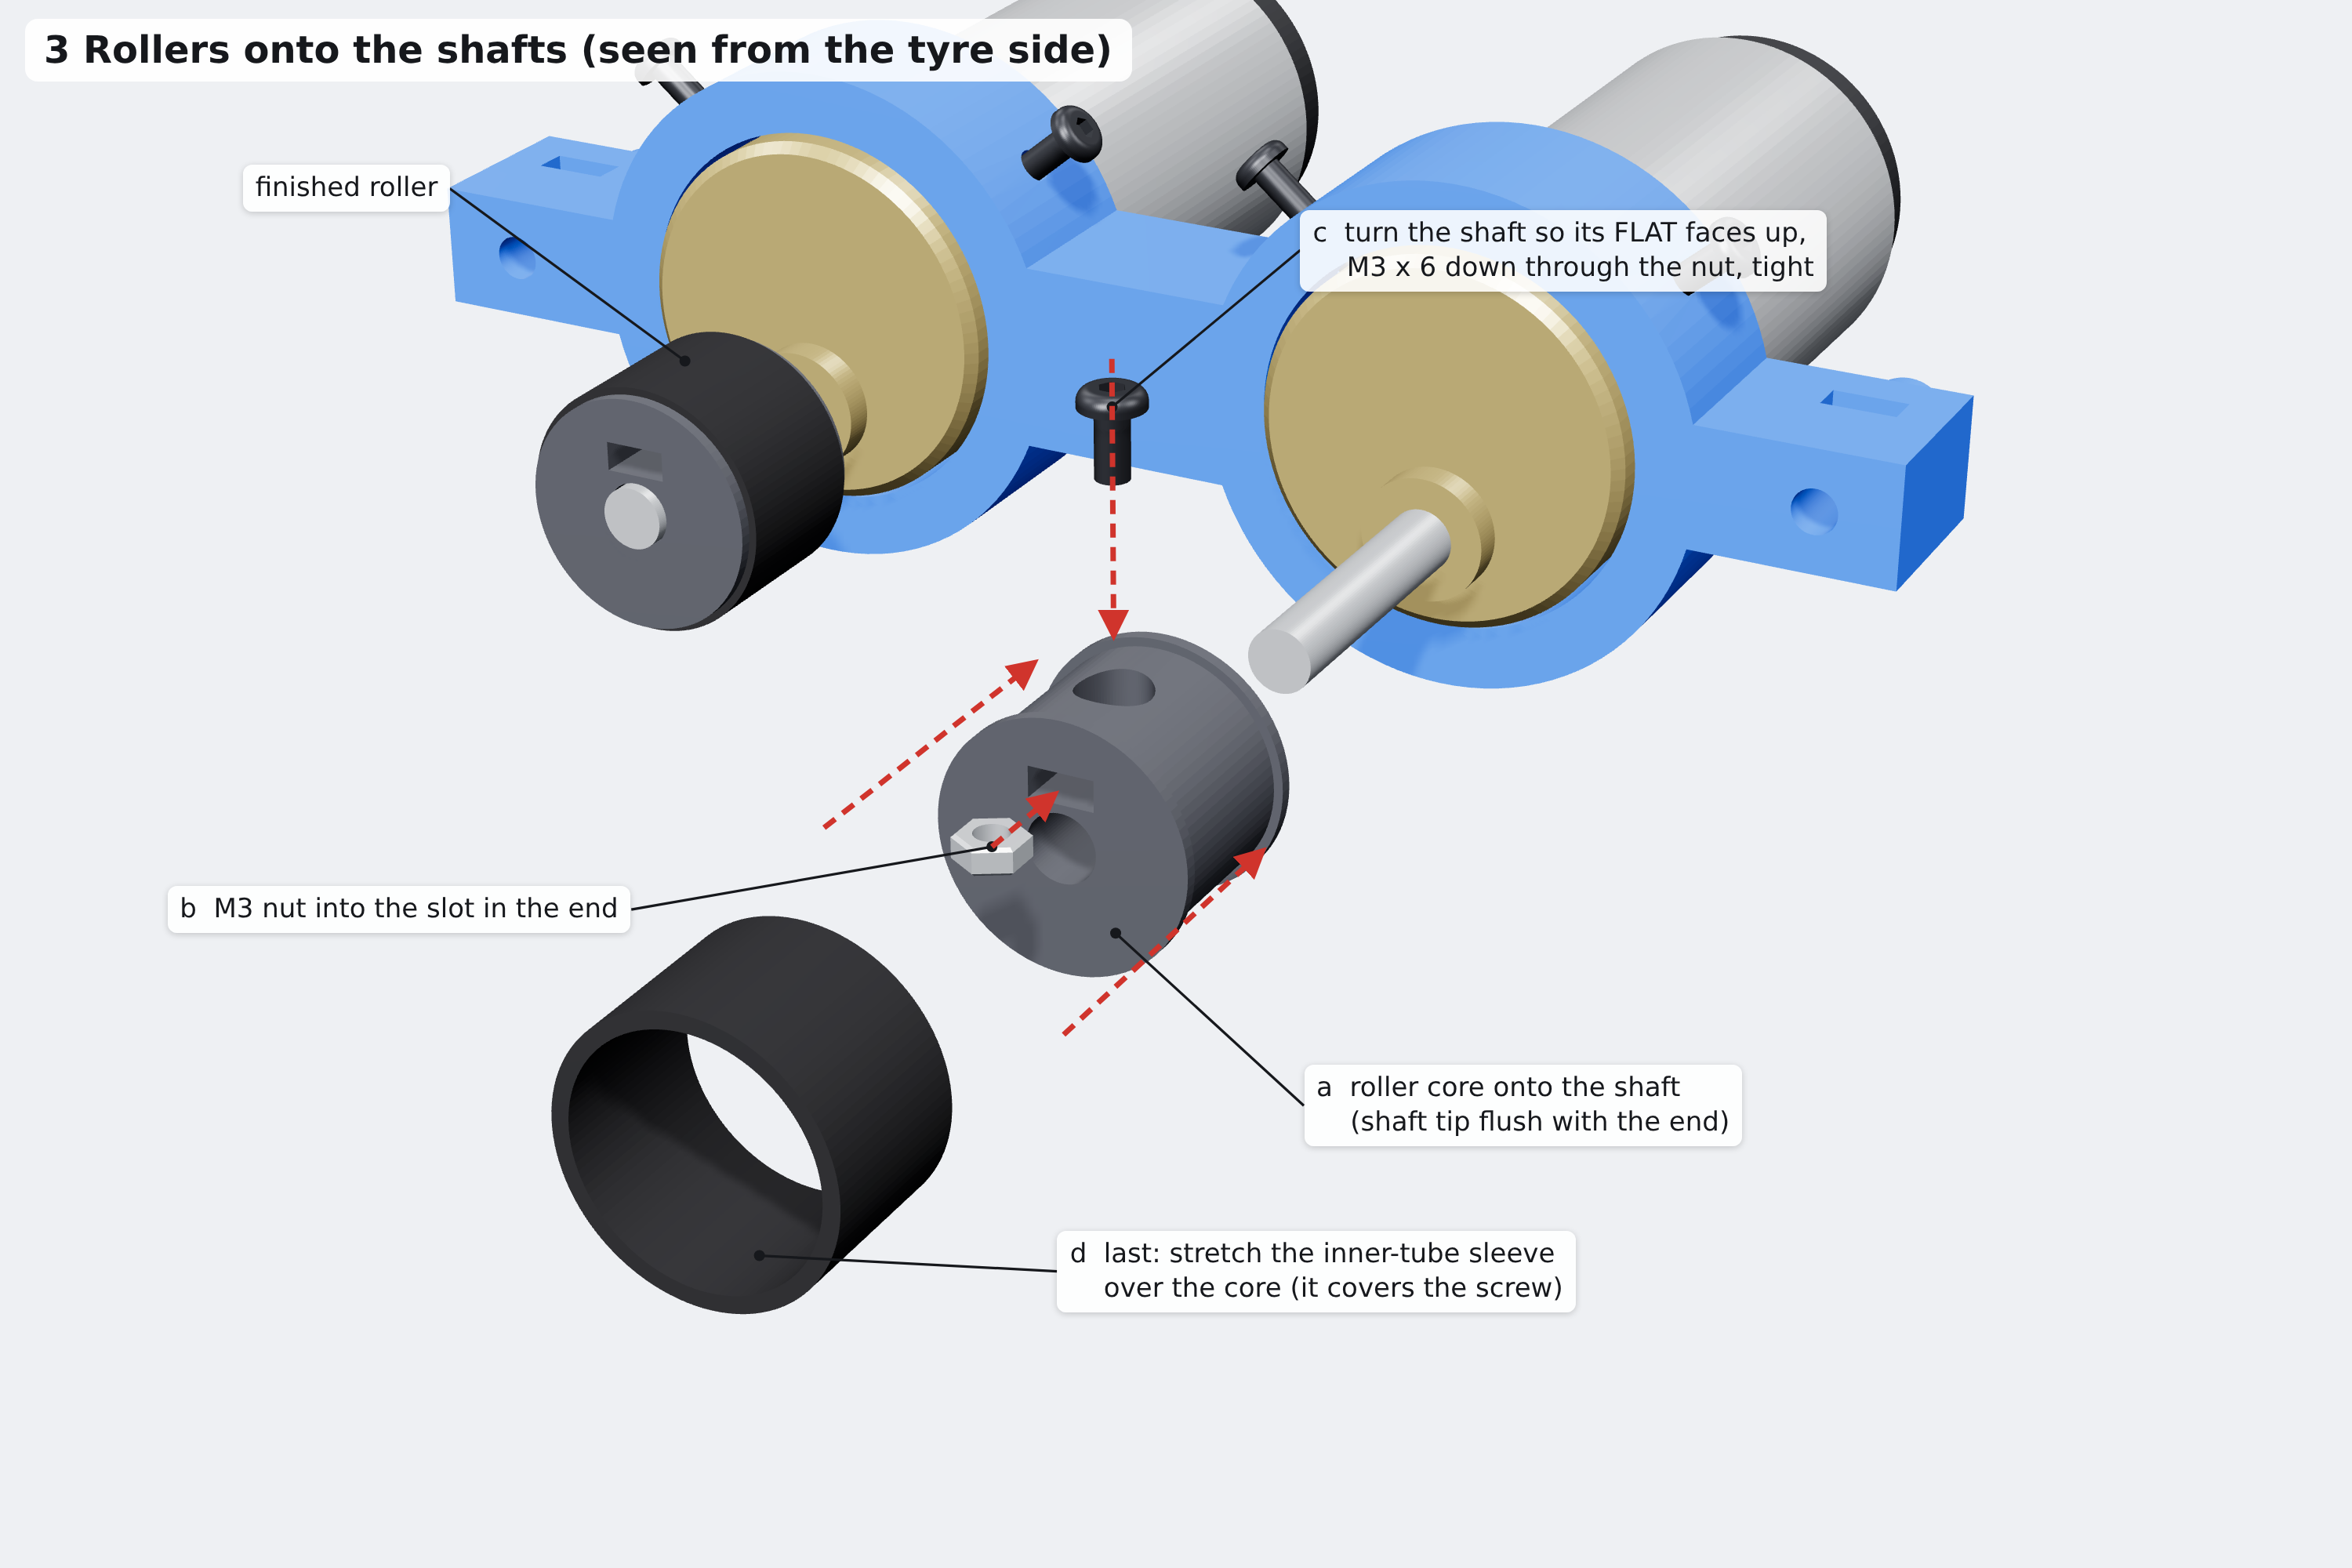 3 Rollers onto the shafts (seen from the tyre side)
finished roller
c turn the shaft so its FLAT faces up,
M3 x 6 down through the nut, tight
b M3 nut into the slot in the end
a roller core onto the shaft
(shaft tip flush with the end)
d last: stretch the inner-tube sleeve
over the core (it covers the screw)